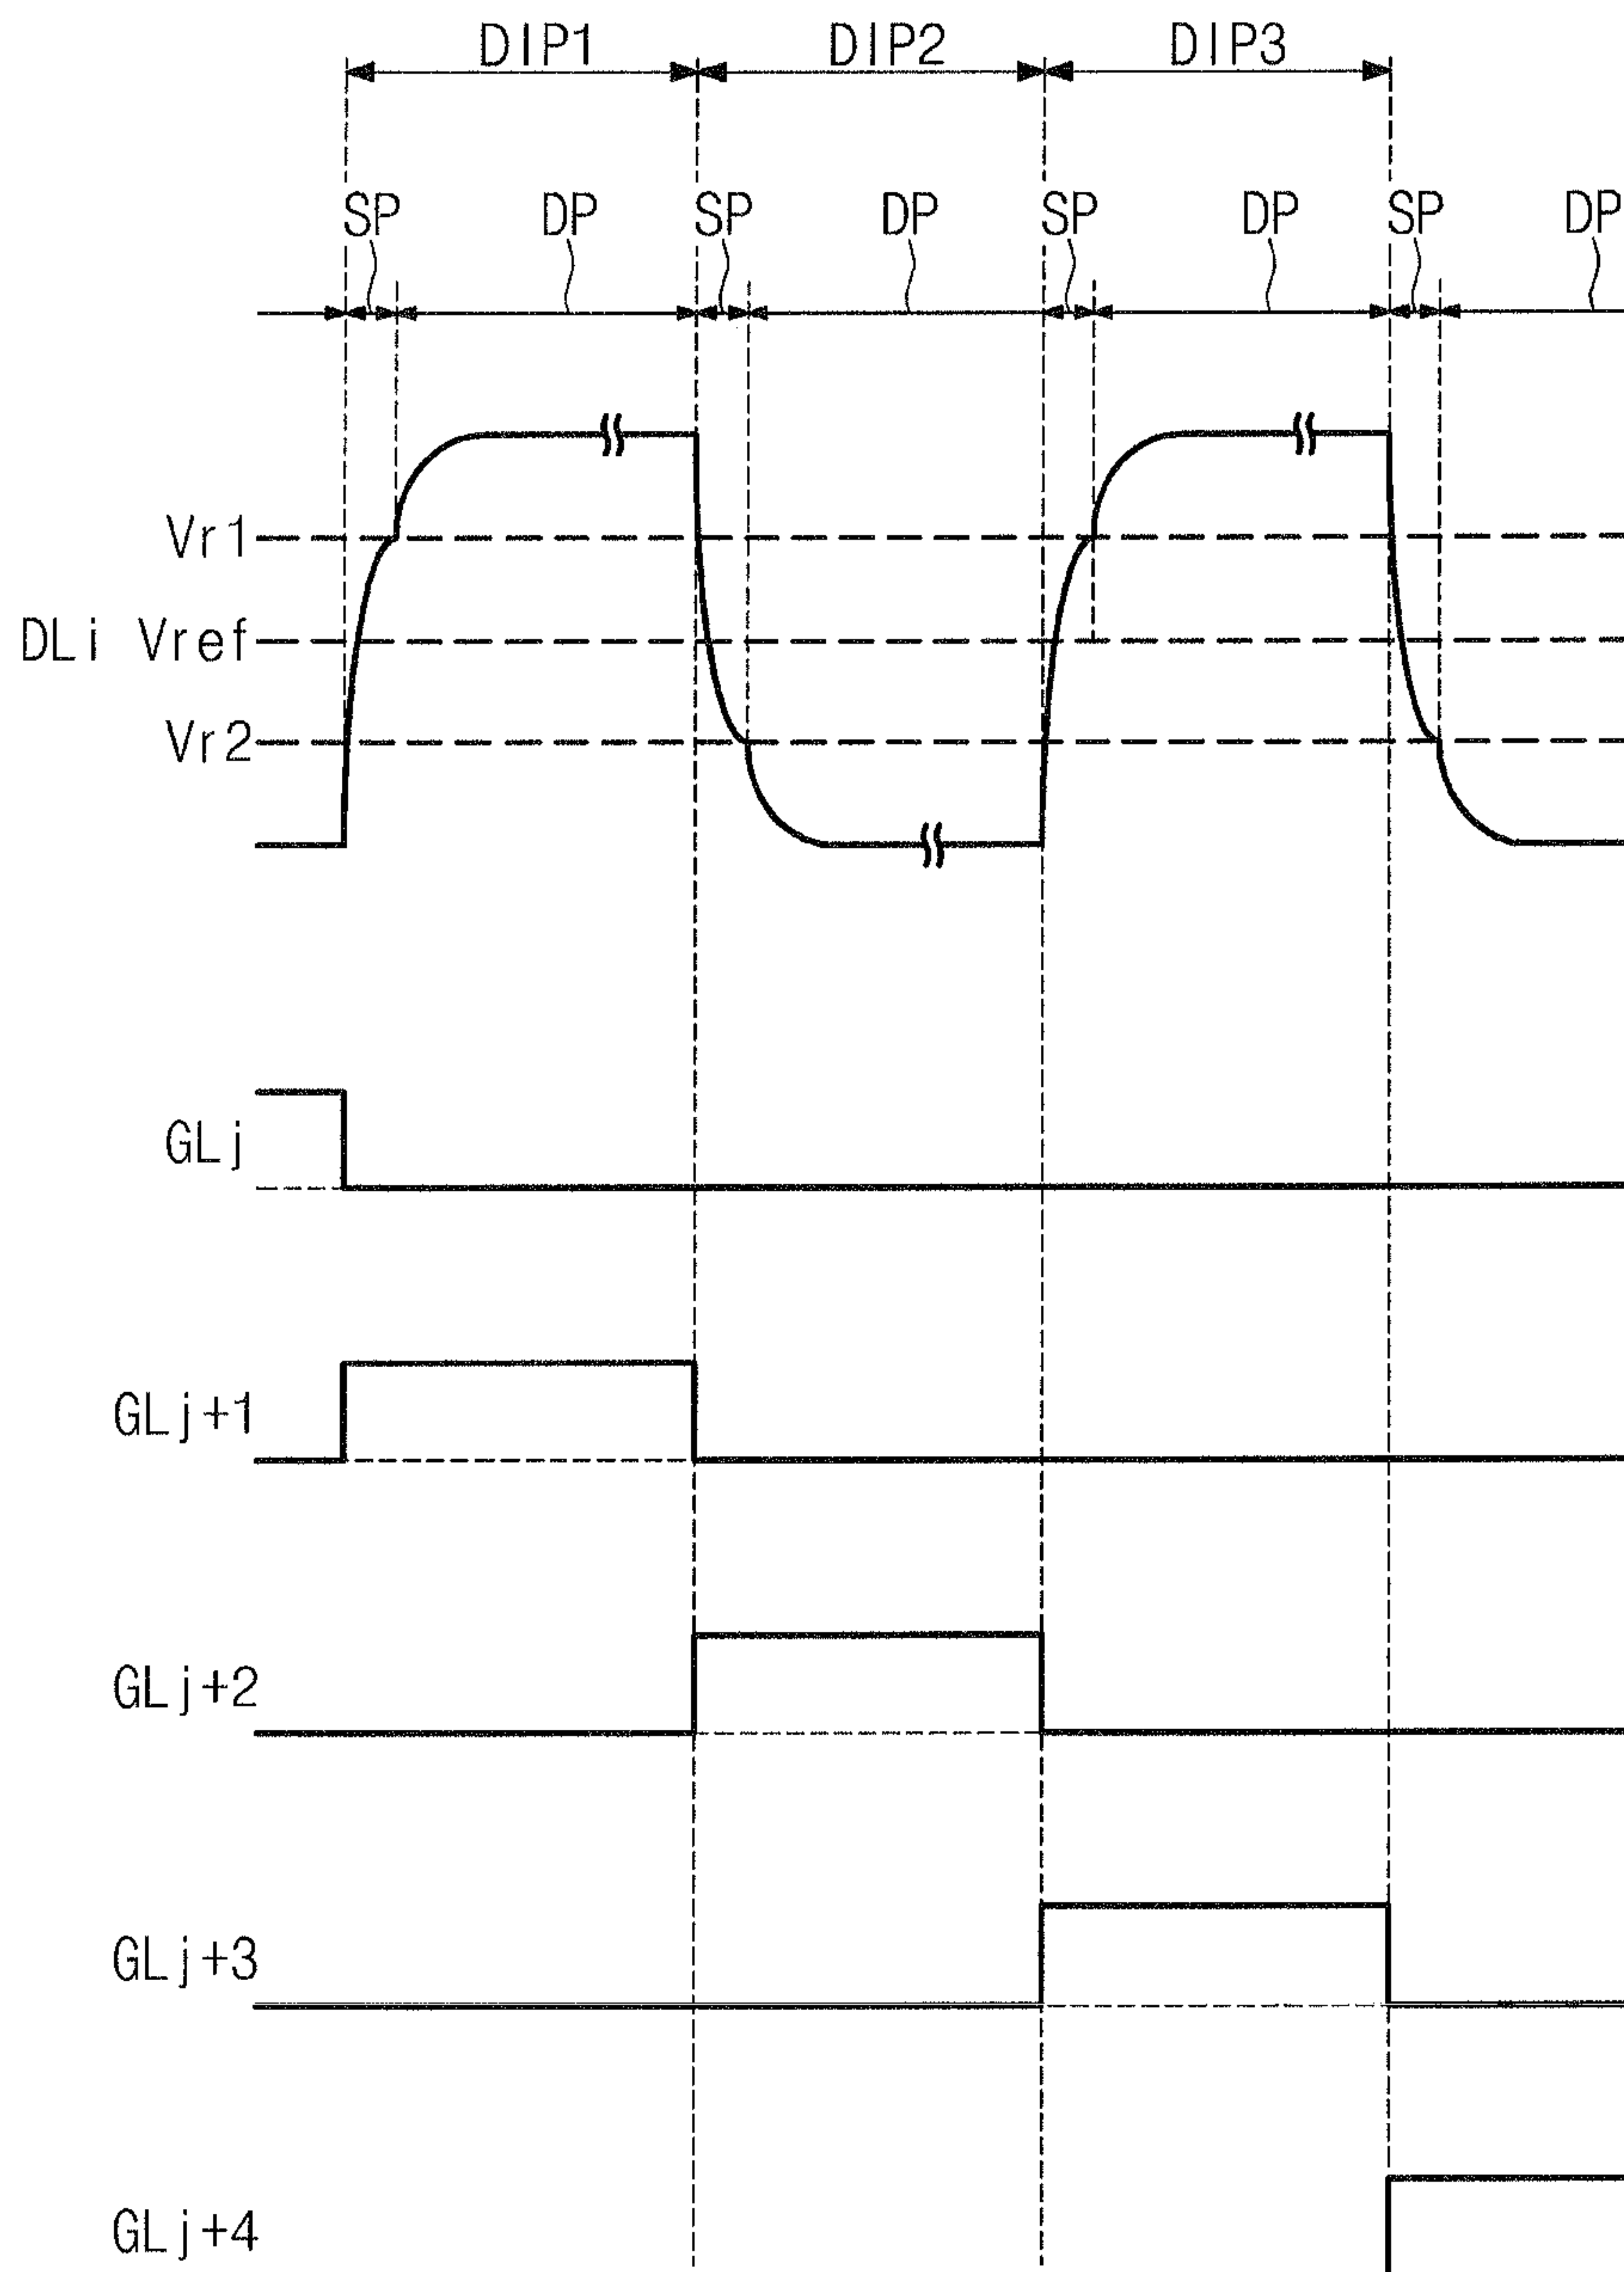 DIP1 DIP2 DIP3
SP DP SP DP SP DP SP DP
Vr1
DLi Vref
Vr2
GLj
GLj+1
GLj+2
GLj+3
GLj+4